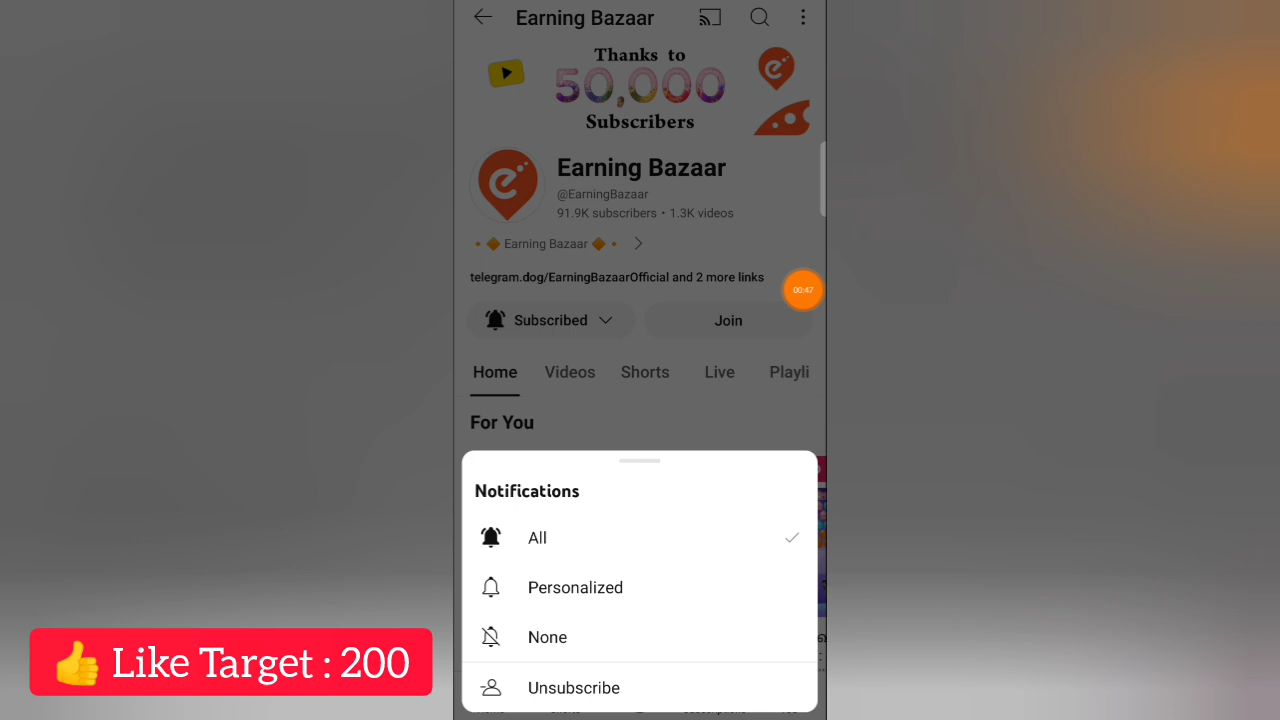 Earning Bazaar
Thanks to
50,000
Subscribers
Earning Bazaar
@EarningBazaar
91.9K subscribers • 1.3K videos
🔸🔶 Earning Bazaar 🔶🔸
telegram.dog/EarningBazaarOfficial and 2 more links
00:47
Subscribed
Join
Home Videos Shorts Live Playli
For You
Notifications
All
Personalized
None
Unsubscribe
👍 Like Target : 200